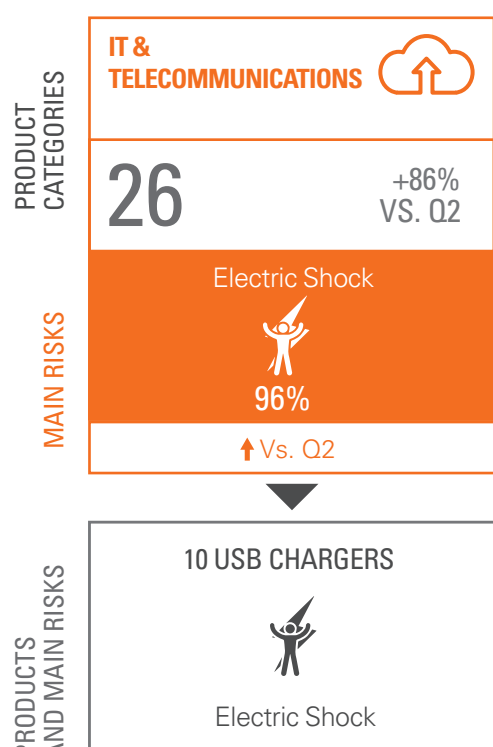 PRODUCT
CATEGORIES
IT &
TELECOMMUNICATIONS
26
+86%
VS. Q2
MAIN RISKS
Electric Shock
96%
Vs. Q2
PRODUCTS
AND MAIN RISKS
10 USB CHARGERS
Electric Shock